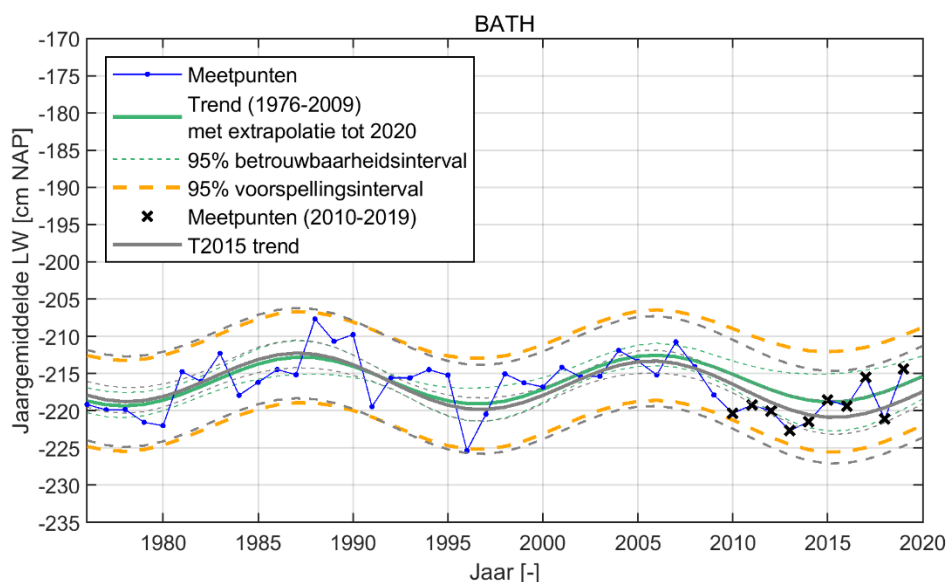 BATH
Jaargemiddelde LW [cm NAP]
-170
-175
-180
-185
-190
-195
-200
-205
-210
-215
-220
-225
-230
-235
Meetpunten
Trend (1976-2009)
met extrapolatie tot 2020
95% betrouwbaarheidsinterval
95% voorspellingsinterval
Meetpunten (2010-2019)
T2015 trend
1980 1985 1990 1995 2000 2005 2010 2015 2020
Jaar [-]